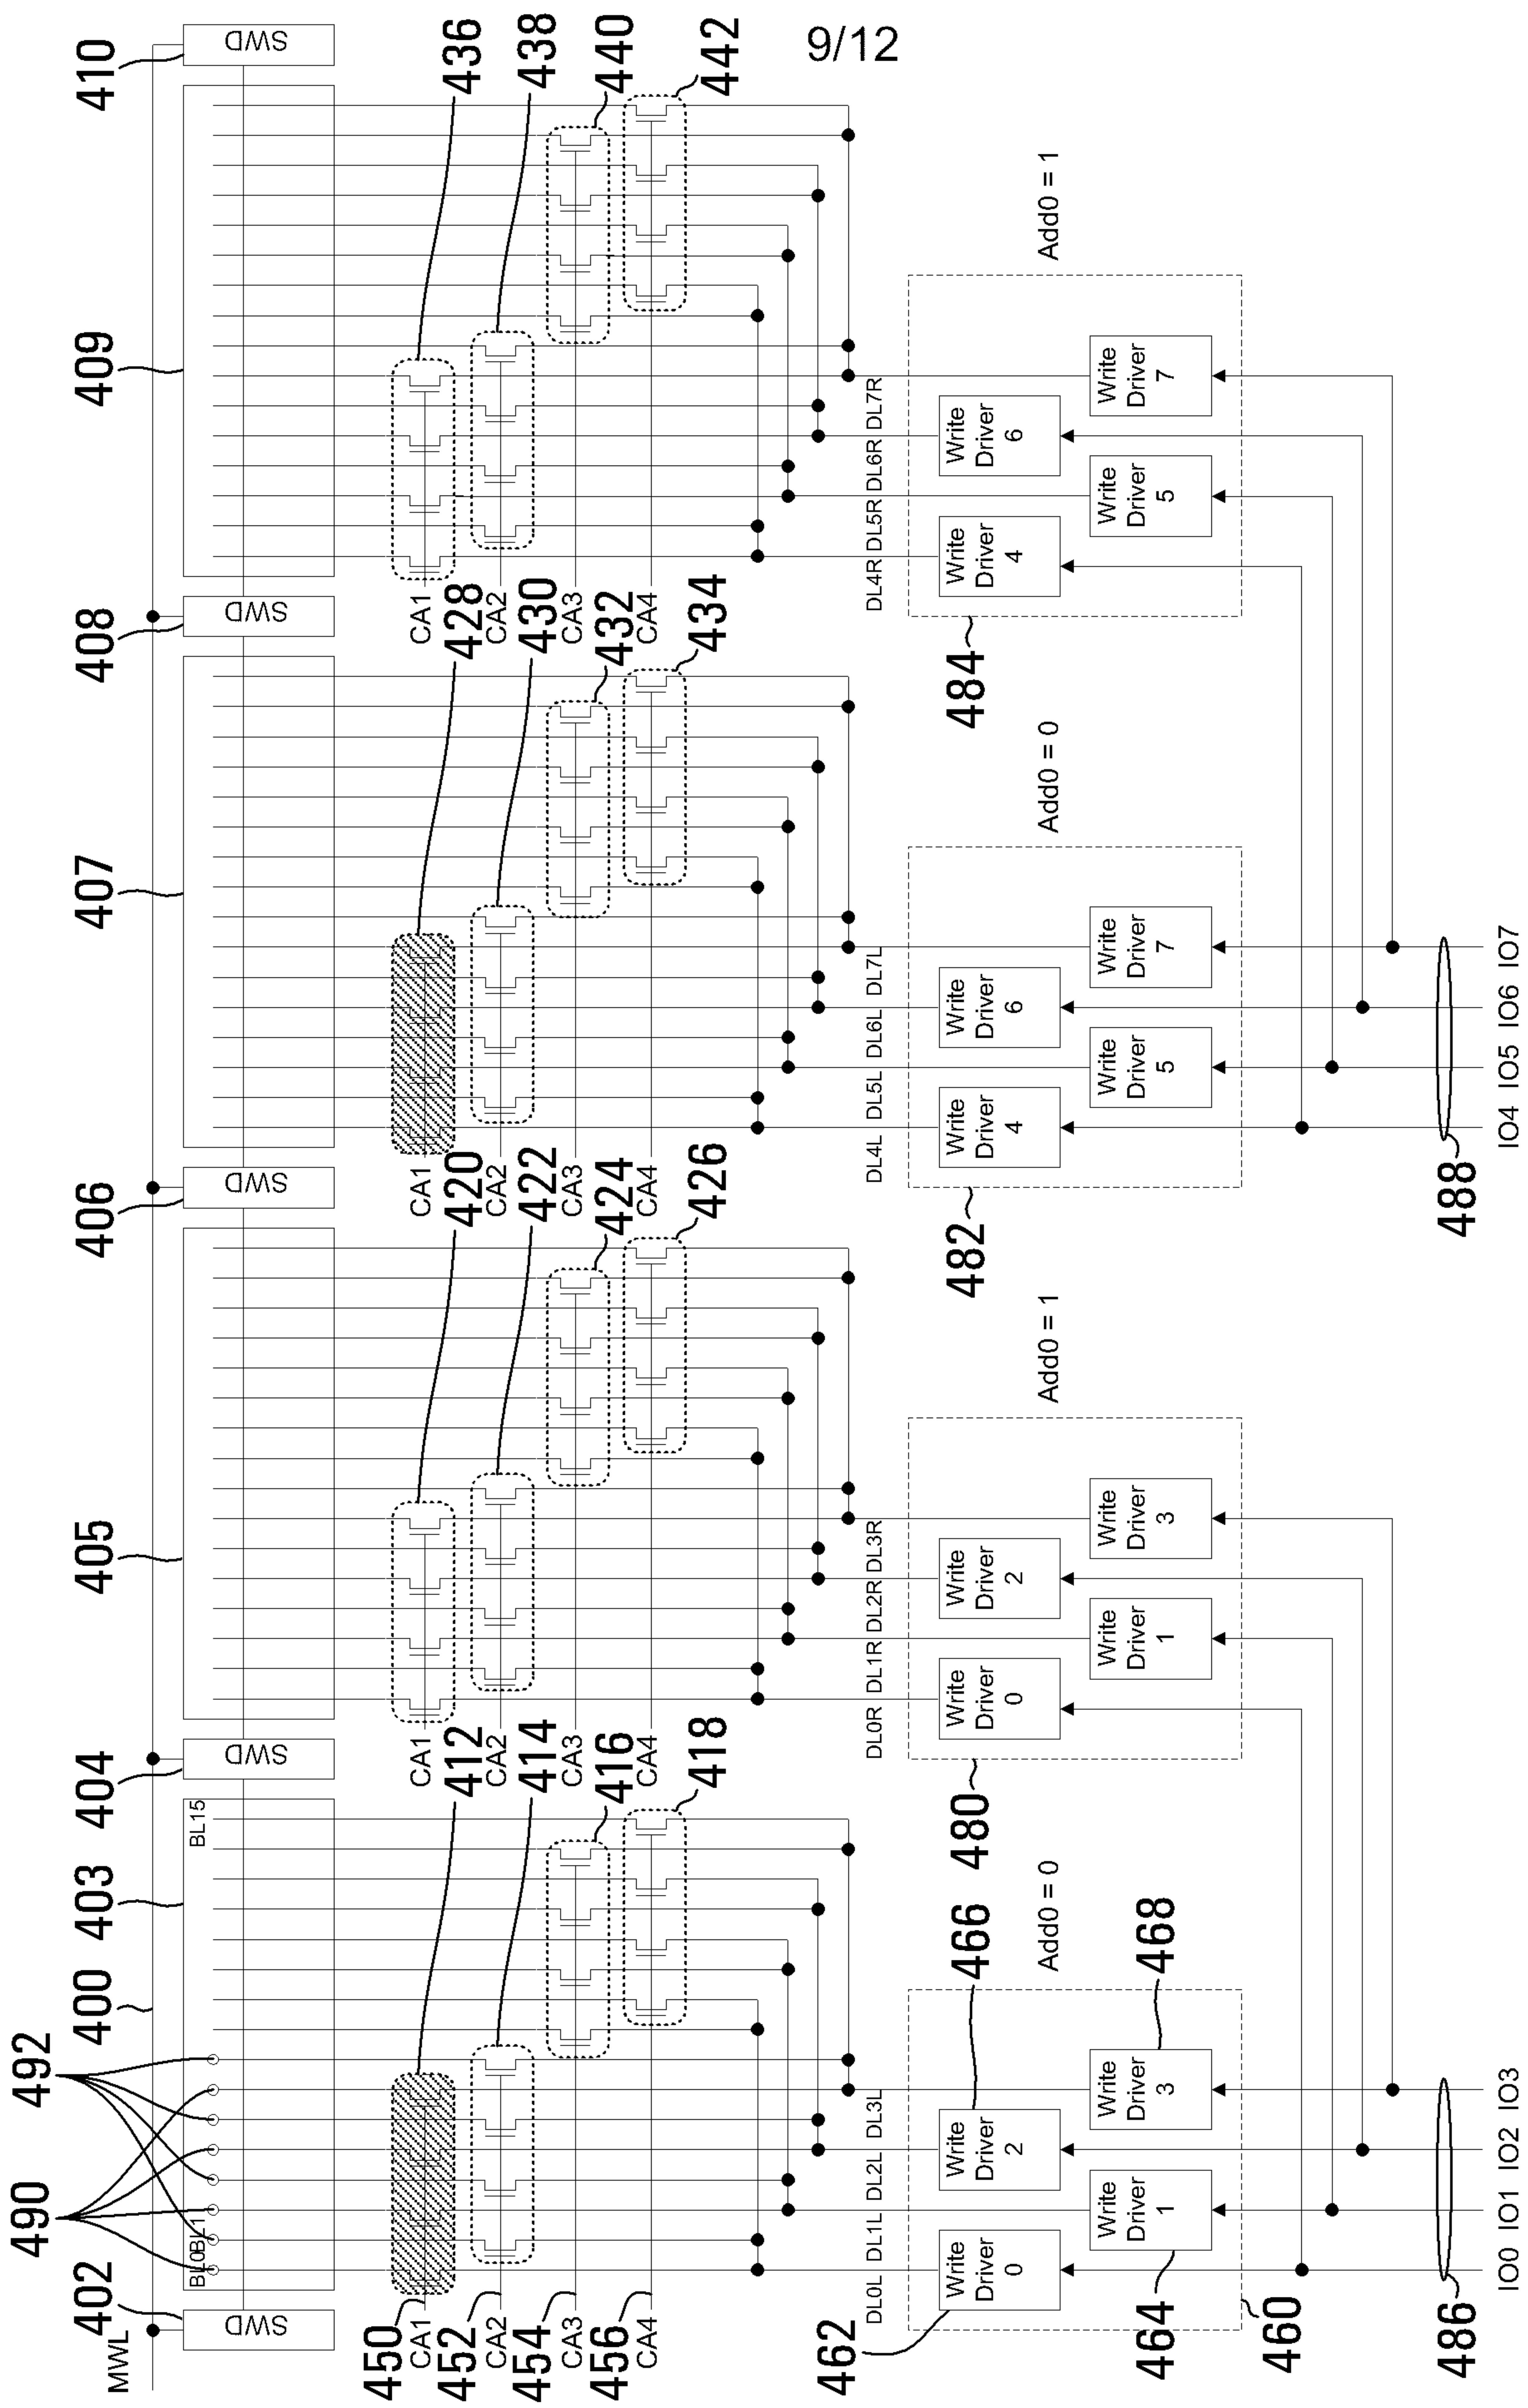 9/12
492
490
400
402
403
404
405
406
407
408
409
410
MWL
SWD
SWD
SWD
SWD
SWD
BL0
BL1
BL15
412
414
416
418
420
422
424
426
428
430
432
434
436
438
440
442
450
452
454
456
CA1
CA2
CA3
CA4
CA1
CA2
CA3
CA4
CA1
CA2
CA3
CA4
CA1
CA2
CA3
CA4
DL0L
DL1L
DL2L
DL3L
DL0R
DL1R
DL2R
DL3R
DL4L
DL5L
DL6L
DL7L
DL4R
DL5R
DL6R
DL7R
462
464
466
468
460
480
482
484
Write
Driver
0
Write
Driver
1
Write
Driver
2
Write
Driver
3
Add0 = 0
Write
Driver
0
Write
Driver
1
Write
Driver
2
Write
Driver
3
Add0 = 1
Write
Driver
4
Write
Driver
5
Write
Driver
6
Write
Driver
7
Add0 = 0
Write
Driver
4
Write
Driver
5
Write
Driver
6
Write
Driver
7
Add0 = 1
486
488
IO0
IO1
IO2
IO3
IO4
IO5
IO6
IO7